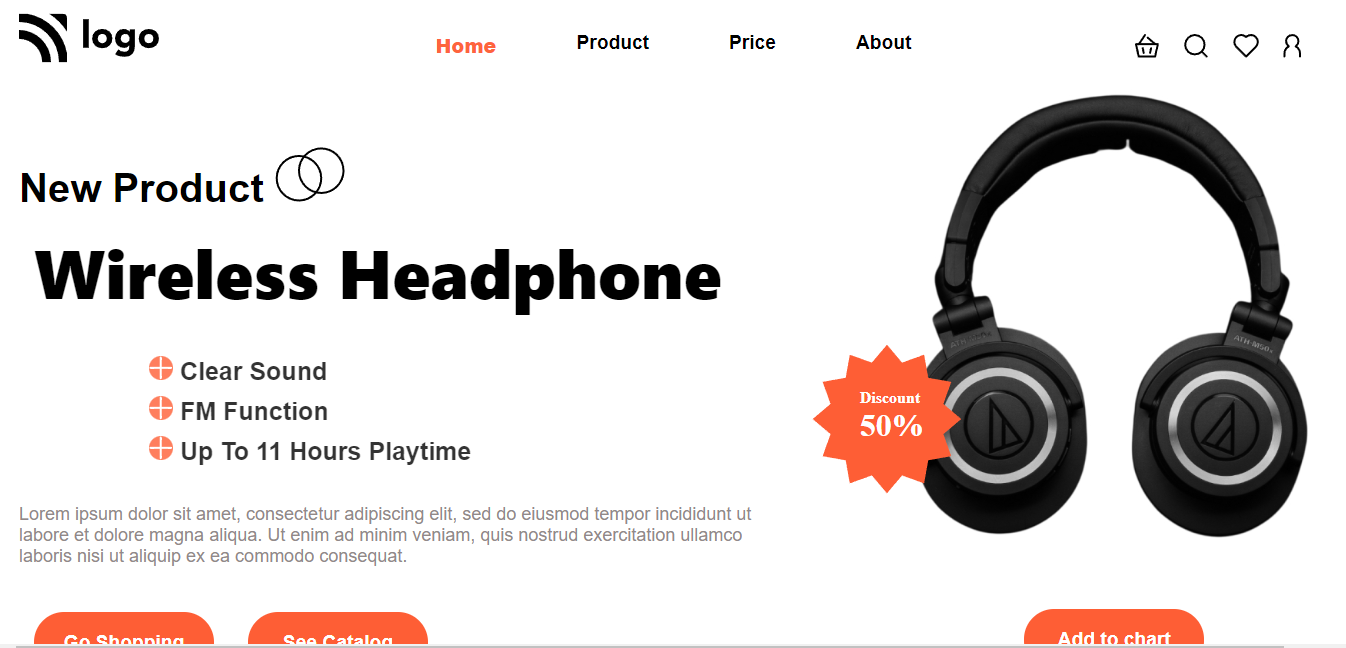 logo
Home Product Price About
New Product
Wireless Headphone
Clear Sound
FM Function
Up To 11 Hours Playtime
Discount
50%
Lorem ipsum dolor sit amet, consectetur adipiscing elit, sed do eiusmod tempor incididunt ut
labore et dolore magna aliqua. Ut enim ad minim veniam, quis nostrud exercitation ullamco
laboris nisi ut aliquip ex ea commodo consequat.
Go Shopping
See Catalog
Add to chart